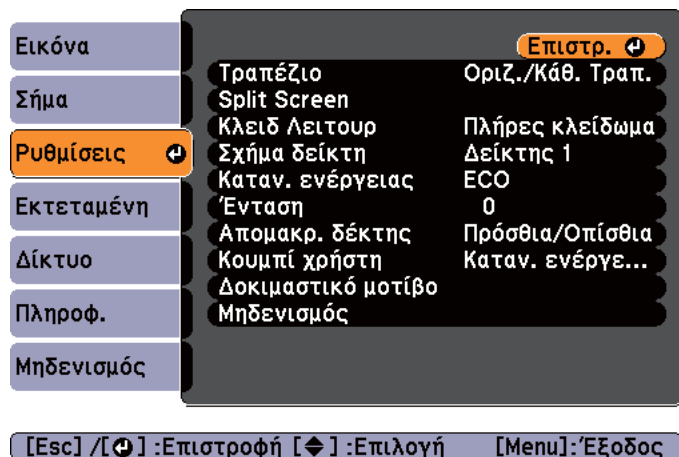 Εικόνα
Σήμα
Ρυθμίσεις
Εκτεταμένη
Δίκτυο
Πληροφ.
Μηδενισμός
Επιστρ.
Τραπέζιο Οριζ./Κάθ. Τραπ.
Split Screen
Κλειδ Λειτουρ Πλήρες κλείδωμα
Σχήμα δείκτη Δείκτης 1
Καταν. ενέργειας ECO
Ένταση 0
Απομακρ. δέκτης Πρόσθια/Οπίσθια
Κουμπί χρήστη Καταν. ενέργε...
Δοκιμαστικό μοτίβο
Μηδενισμός
[Esc] /[⏎] :Επιστροφή [◆] :Επιλογή [Menu]:Έξοδος